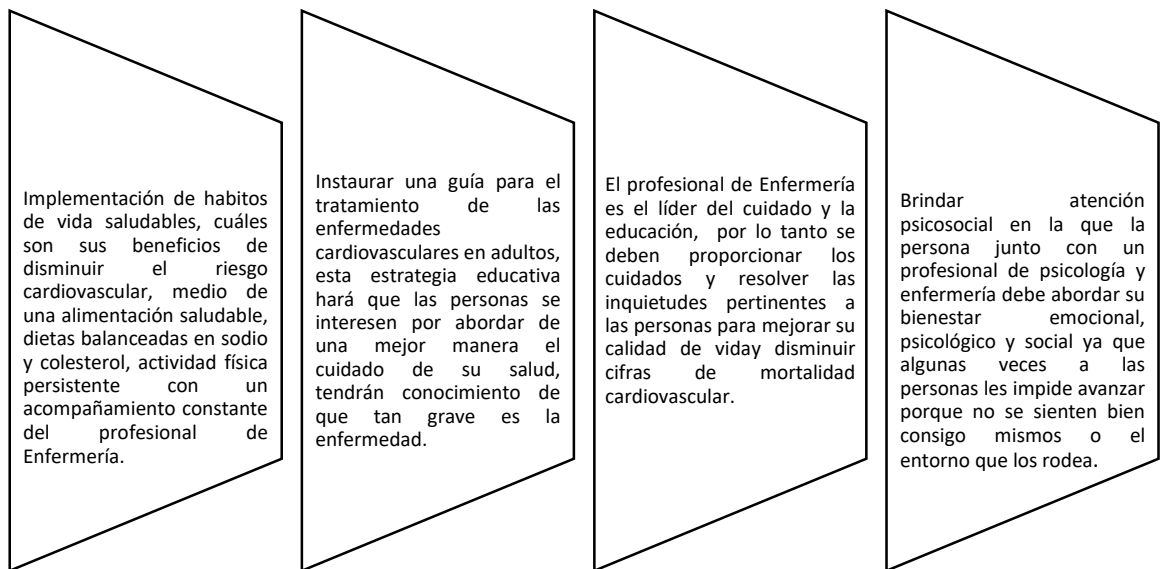 Implementación de habitos
de vida saludables, cuáles
son sus beneficios de
disminuir el riesgo
cardiovascular, medio de
una alimentación saludable,
dietas balanceadas en sodio
y colesterol, actividad física
persistente con un
acompañamiento constante
del profesional de
Enfermería.
Instaurar una guía para el
tratamiento de las
enfermedades
cardiovasculares en adultos,
esta estrategia educativa
hará que las personas se
interesen por abordar de
una mejor manera el
cuidado de su salud,
tendrán conocimiento de
que tan grave es la
enfermedad.
El profesional de Enfermería
es el líder del cuidado y la
educación, por lo tanto se
deben proporcionar los
cuidados y resolver las
inquietudes pertinentes a
las personas para mejorar su
calidad de viday disminuir
cifras de mortalidad
cardiovascular.
Brindar atención
psicosocial en la que la
persona junto con un
profesional de psicología y
enfermería debe abordar su
bienestar emocional,
psicológico y social ya que
algunas veces a las
personas les impide avanzar
porque no se sienten bien
consigo mismos o el
entorno que los rodea.